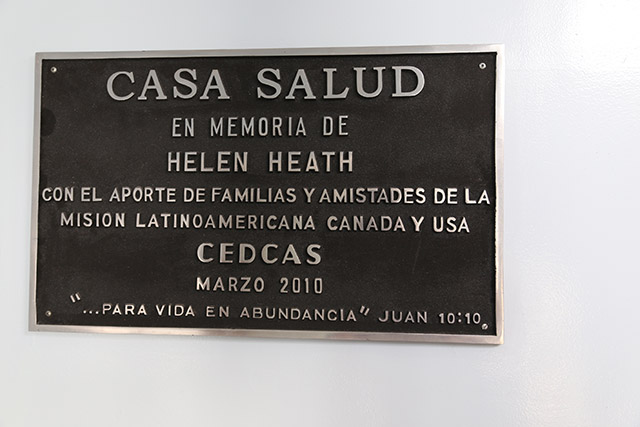 CASA SALUD
EN MEMORIA DE
HELEN HEATH
CON EL APORTE DE FAMILIAS Y AMISTADES DE LA
MISION LATINOAMERICANA CANADA Y USA
CEDCAS
MARZO 2010
"...PARA VIDA EN ABUNDANCIA" JUAN 10:10